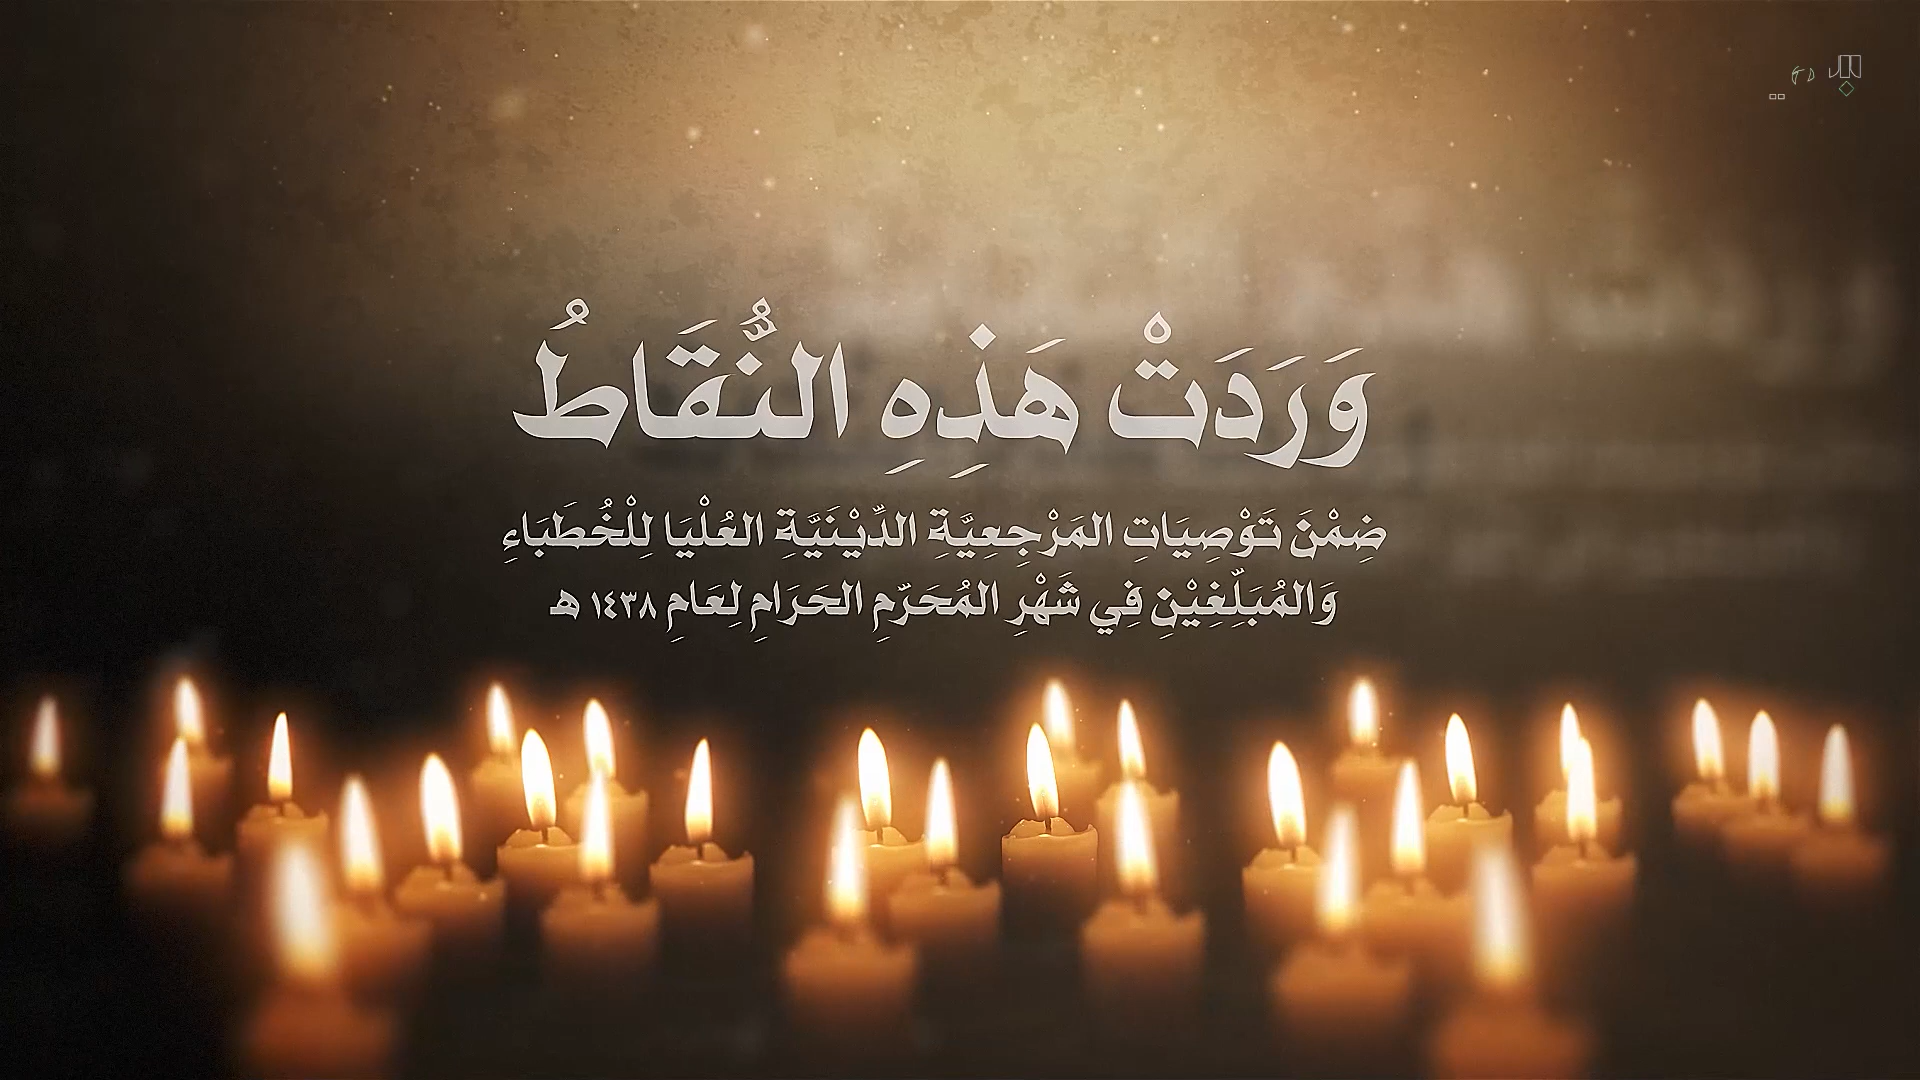 وَرَدَتْ هَذِهِ النُّقَاطُ
ضِمْنَ تَوْصِيَاتِ المَرْجِعِيَّةِ الدِّيْنَيَّةِ العُلْيَا لِلْخُطَبَاءِ
وَالمُبَلِّغِيْنِ فِي شَهْرِ المُحَرّمِ الحَرَامِ لِعَامِ ١٤٣٨ هـ